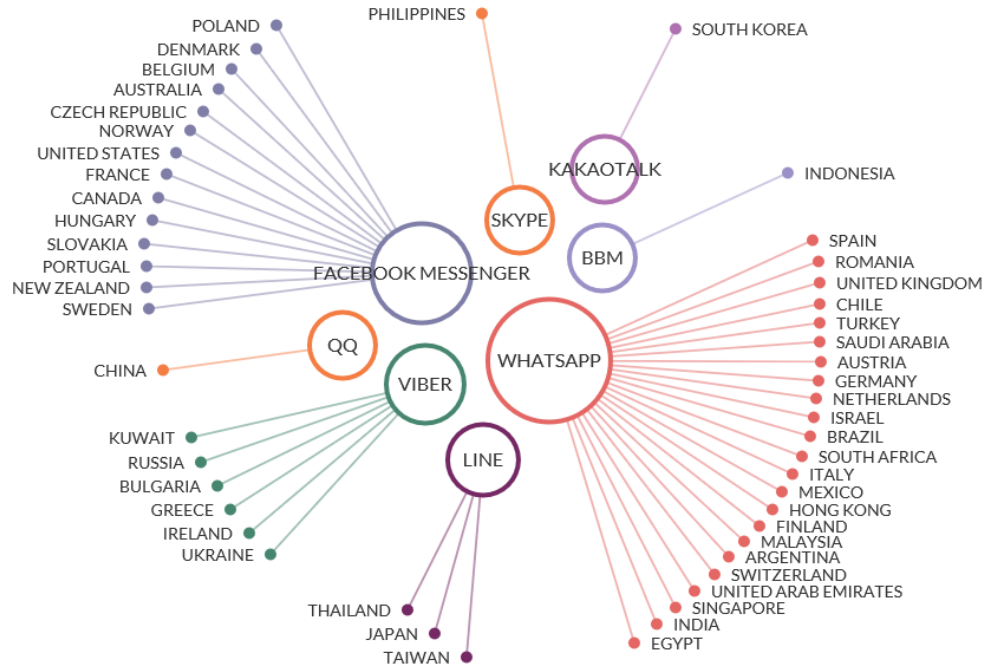 PHILIPPINES
POLAND
SOUTH KOREA
DENMARK
BELGIUM
AUSTRALIA
CZECH REPUBLIC
NORWAY
UNITED STATES
FRANCE
CANADA
HUNGARY
SLOVAKIA
PORTUGAL
NEW ZEALAND
SWEDEN
KAKAOTALK
INDONESIA
SKYPE
BBM
FACEBOOK MESSENGER
QQ
CHINA
VIBER
WHATSAPP
LINE
SPAIN
ROMANIA
UNITED KINGDOM
CHILE
TURKEY
SAUDI ARABIA
AUSTRIA
GERMANY
NETHERLANDS
ISRAEL
BRAZIL
SOUTH AFRICA
ITALY
MEXICO
HONG KONG
FINLAND
MALAYSIA
ARGENTINA
SWITZERLAND
UNITED ARAB EMIRATES
SINGAPORE
INDIA
EGYPT
KUWAIT
RUSSIA
BULGARIA
GREECE
IRELAND
UKRAINE
THAILAND
JAPAN
TAIWAN